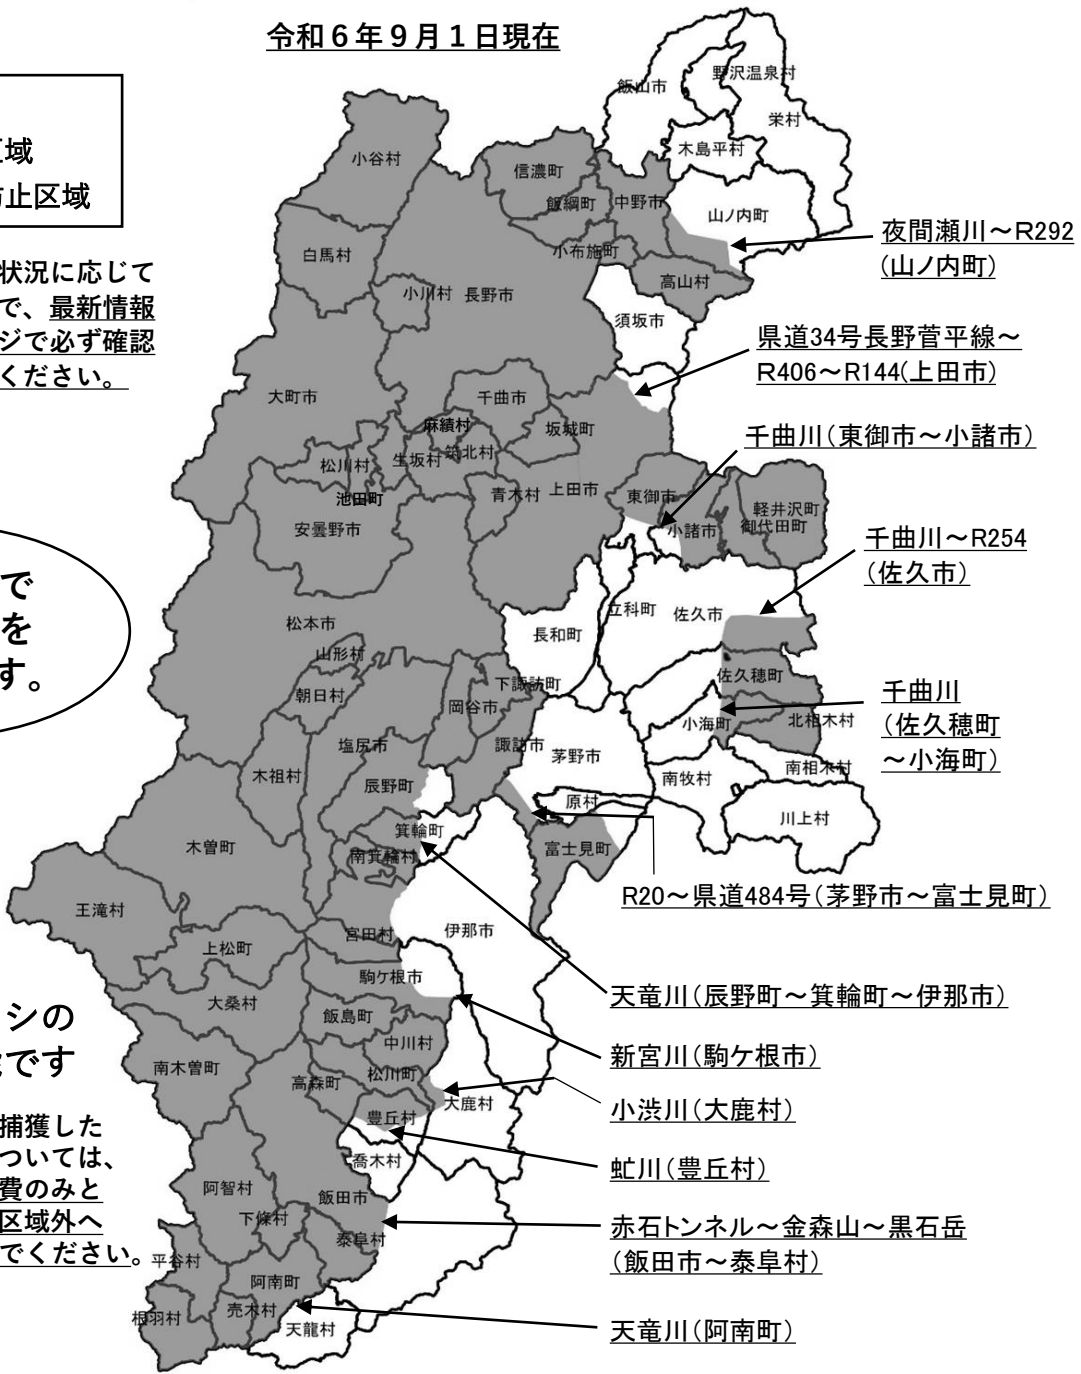 令和６年９月１日現在
区域
防止区域
状況に応じて
で、最新情報
ジで必ず確認
ください。
で
を
す。
シの
能です
捕獲した
ついては、
費のみと
区域外へ
でください。
飯山市
野沢温泉村
栄村
木島平村
小谷村
信濃町
飯綱町
中野市
山ノ内町
夜間瀬川～R292
(山ノ内町)
白馬村
小布施町
高山村
小川村
長野市
須坂市
県道34号長野菅平線～
R406～R144(上田市)
大町市
千曲市
坂城町
麻績村
筑北村
生坂村
松川村
池田町
青木村
上田市
千曲川(東御市～小諸市)
東御市
小諸市
軽井沢町
御代田町
安曇野市
千曲川～R254
(佐久市)
松本市
長和町
立科町
佐久市
山形村
朝日村
下諏訪町
岡谷市
佐久穂町
千曲川
(佐久穂町
～小海町)
小海町
北相木村
塩尻市
諏訪市
茅野市
木祖村
辰野町
南牧村
南相木村
原村
川上村
箕輪町
南箕輪村
木曽町
富士見町
R20～県道484号(茅野市～富士見町)
王滝村
宮田村
伊那市
上松町
駒ケ根市
天竜川(辰野町～箕輪町～伊那市)
大桑村
飯島町
中川村
新宮川(駒ケ根市)
南木曽町
高森町
松川町
大鹿村
小渋川(大鹿村)
豊丘村
喬木村
虻川(豊丘村)
阿智村
飯田市
下條村
泰阜村
赤石トンネル～金森山～黒石岳
(飯田市～泰阜村)
平谷村
阿南町
根羽村
売木村
天龍村
天竜川(阿南町)